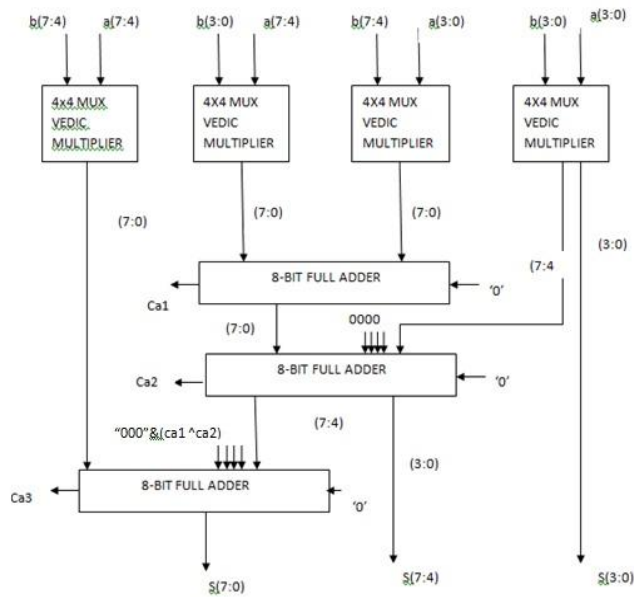 b(7:4) a(7:4) b(3:0) a(7:4) b(7:4) a(3:0) b(3:0) a(3:0)
4x4 MUX
VEDIC
MULTIPLIER
4X4 MUX
VEDIC
MULTIPLIER
4X4 MUX
VEDIC
MULTIPLIER
4X4 MUX
VEDIC
MULTIPLIER
(7:0)
(7:0)
(7:0)
(7:4
(3:0)
8-BIT FULL ADDER
Ca1
'0'
(7:0)
0000
8-BIT FULL ADDER
Ca2
'0'
"000"&(ca1 ^ca2)
(7:4)
(3:0)
8-BIT FULL ADDER
Ca3
'0'
S(7:0)
S(7:4)
S(3:0)